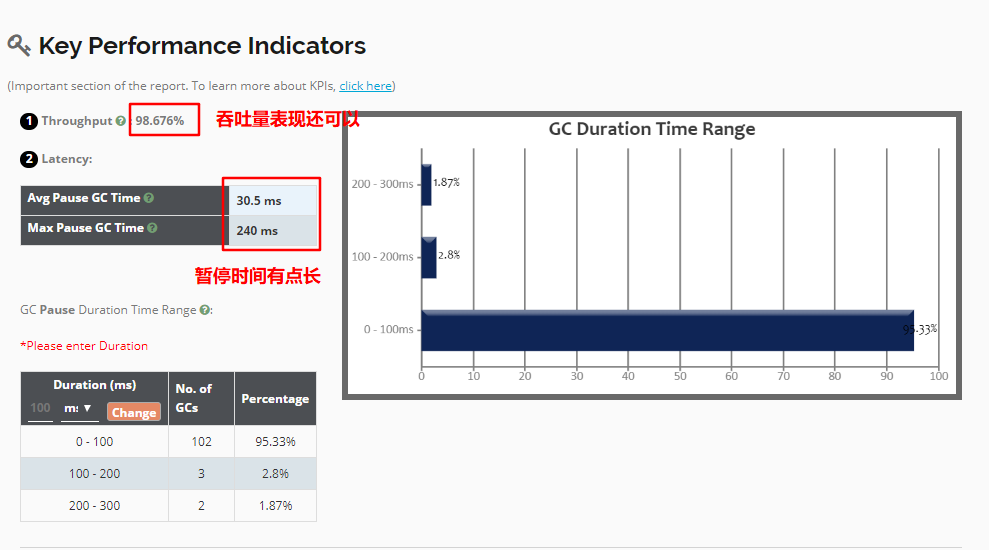 Key Performance Indicators
(Important section of the report. To learn more about KPIs, click here)
1 Throughput ? : 98.676%
吞吐量表现还可以
2 Latency:
Avg Pause GC Time ? 30.5 ms
Max Pause GC Time ? 240 ms
暂停时间有点长
GC Pause Duration Time Range ?:
*Please enter Duration
Duration (ms) No. of GCs Percentage
100 ms ▼ Change
0 - 100 102 95.33%
100 - 200 3 2.8%
200 - 300 2 1.87%
GC Duration Time Range
200 - 300ms 1.87%
100 - 200ms 2.8%
0 - 100ms 95.33%
0 10 20 30 40 50 60 70 80 90 100